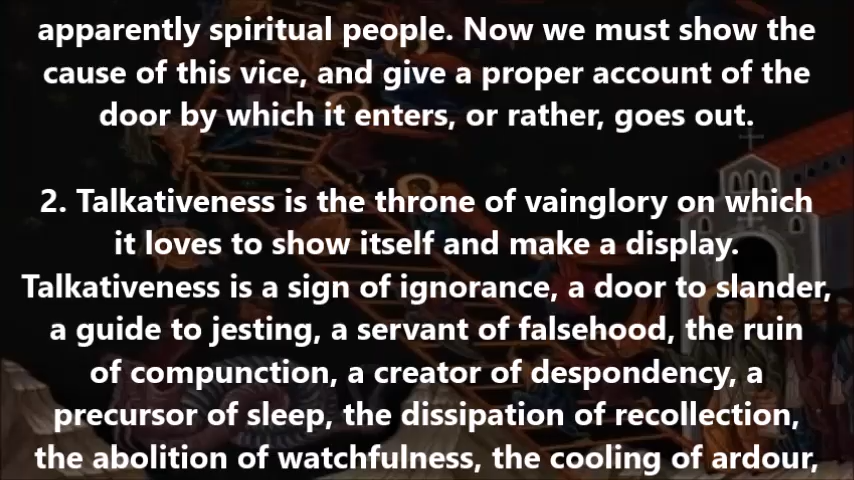 apparently spiritual people. Now we must show the
cause of this vice, and give a proper account of the
door by which it enters, or rather, goes out.
2. Talkativeness is the throne of vainglory on which
it loves to show itself and make a display.
Talkativeness is a sign of ignorance, a door to slander,
a guide to jesting, a servant of falsehood, the ruin
of compunction, a creator of despondency, a
precursor of sleep, the dissipation of recollection,
the abolition of watchfulness, the cooling of ardour,